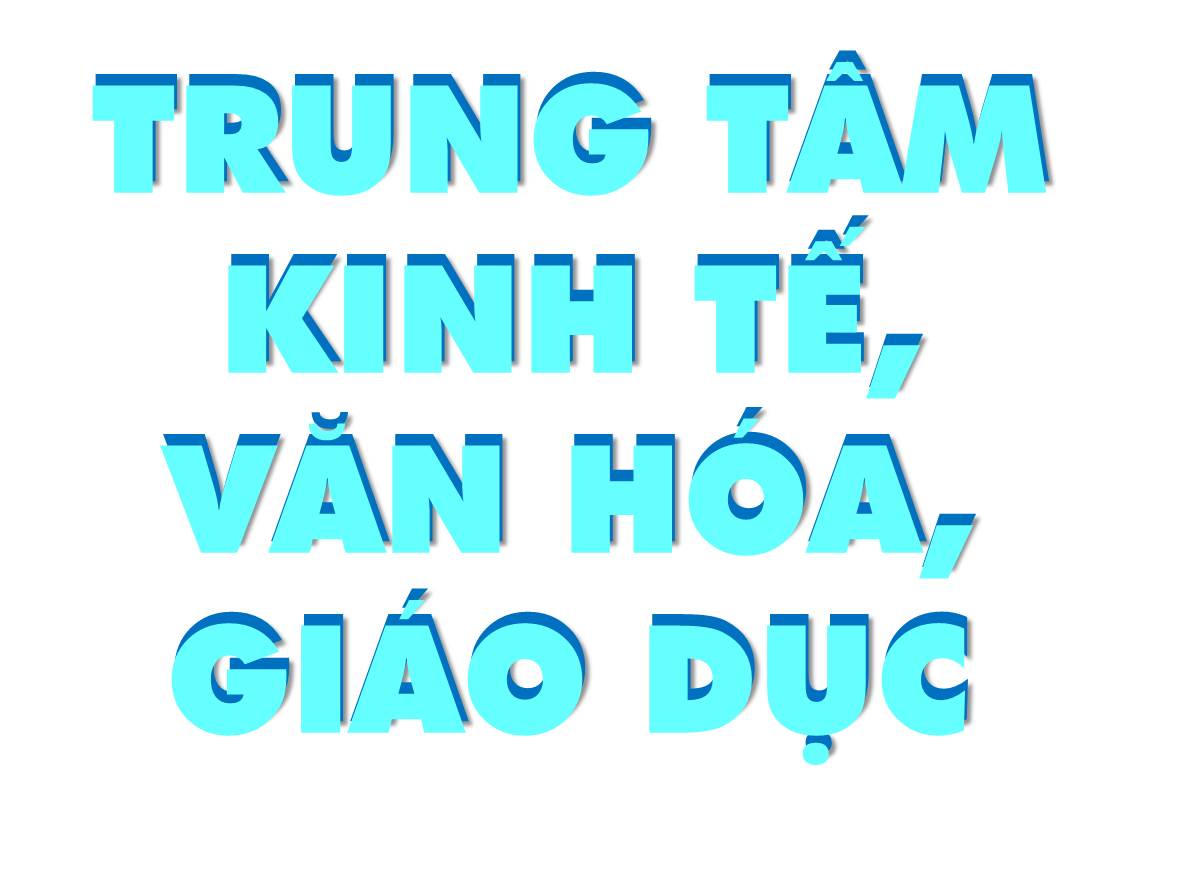 TRUNG TÂM
KINH TẾ,
VĂN HÓA,
GIÁO DỤC